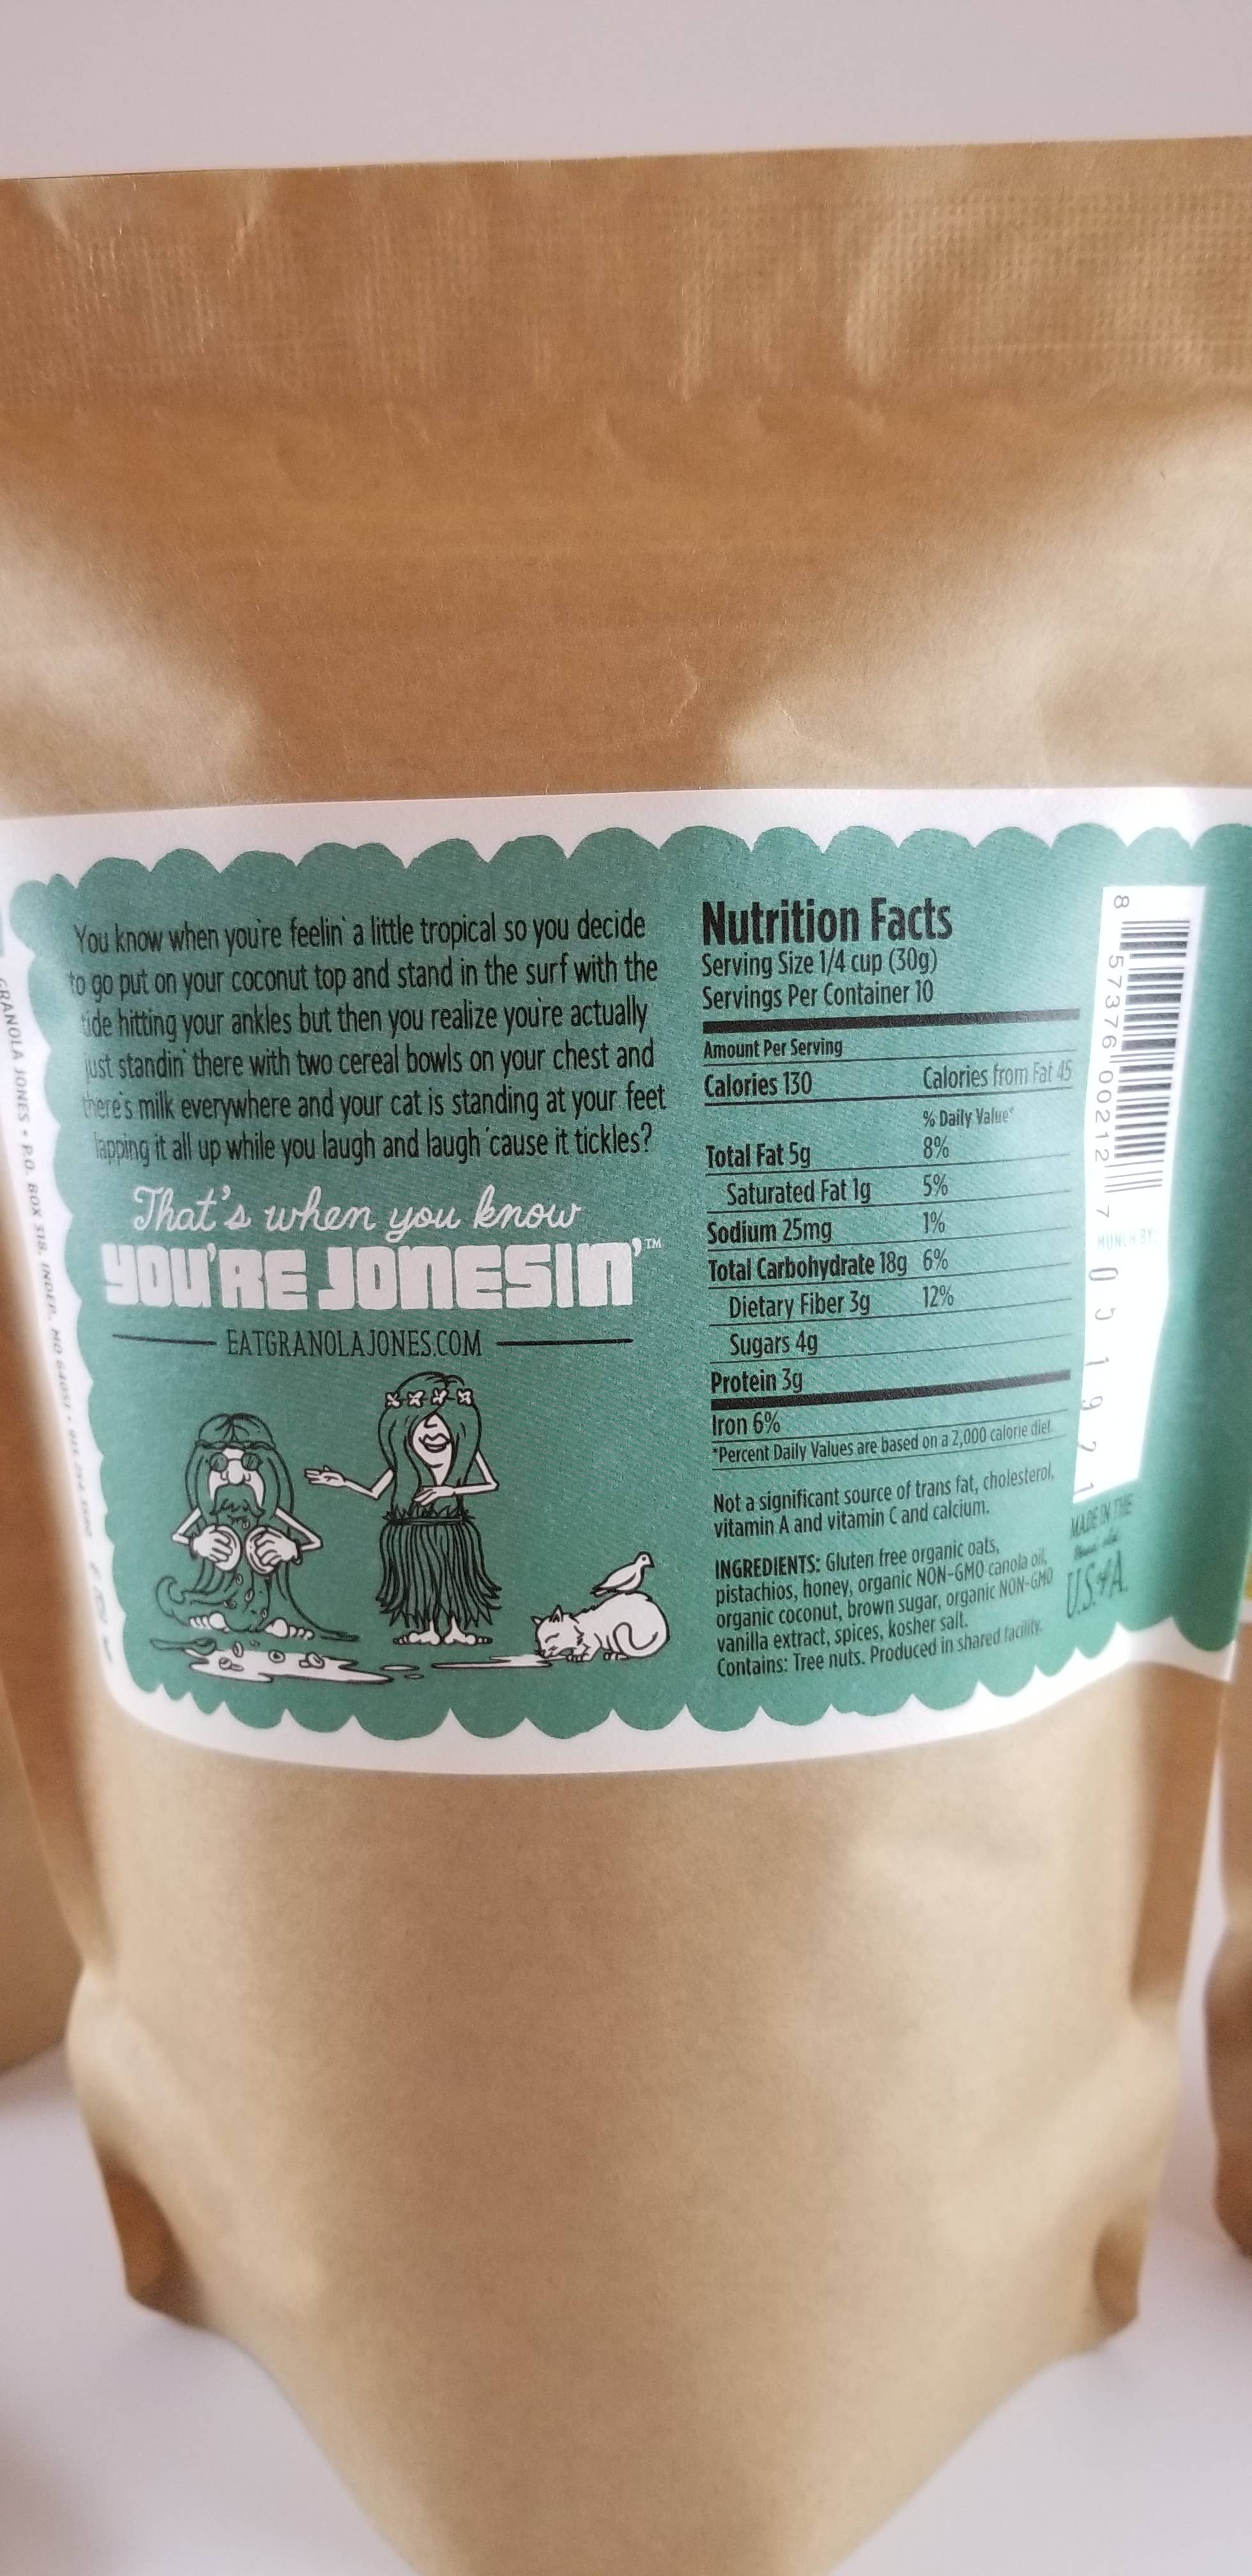 You know when you're feelin' a little tropical so you decide
to go put on your coconut top and stand in the surf with the
tide hitting your ankles but then you realize you're actually
just standin' there with two cereal bowls on your chest and
there's milk everywhere and your cat is standing at your feet
lapping it all up while you laugh and laugh 'cause it tickles?
That's when you know
YOU'RE JONESIN'™
EATGRANOLAJONES.COM
Nutrition Facts
Serving Size 1/4 cup (30g)
Servings Per Container 10
Amount Per Serving
Calories 130 Calories from Fat 45
% Daily Value*
Total Fat 5g 8%
Saturated Fat 1g 5%
Sodium 25mg 1%
Total Carbohydrate 18g 6%
Dietary Fiber 3g 12%
Sugars 4g
Protein 3g
Iron 6%
*Percent Daily Values are based on a 2,000 calorie diet.
Not a significant source of trans fat, cholesterol,
vitamin A and vitamin C and calcium.
INGREDIENTS: Gluten free organic oats,
pistachios, honey, organic NON-GMO canola oil,
organic coconut, brown sugar, organic NON-GMO
vanilla extract, spices, kosher salt.
Contains: Tree nuts. Produced in shared facility.
8 57376 00212 7
MUNCH BY:
051921
MADE IN THE
U.S. of A.
GRANOLA JONES • P.O. BOX 318, INDEP., MO 64051